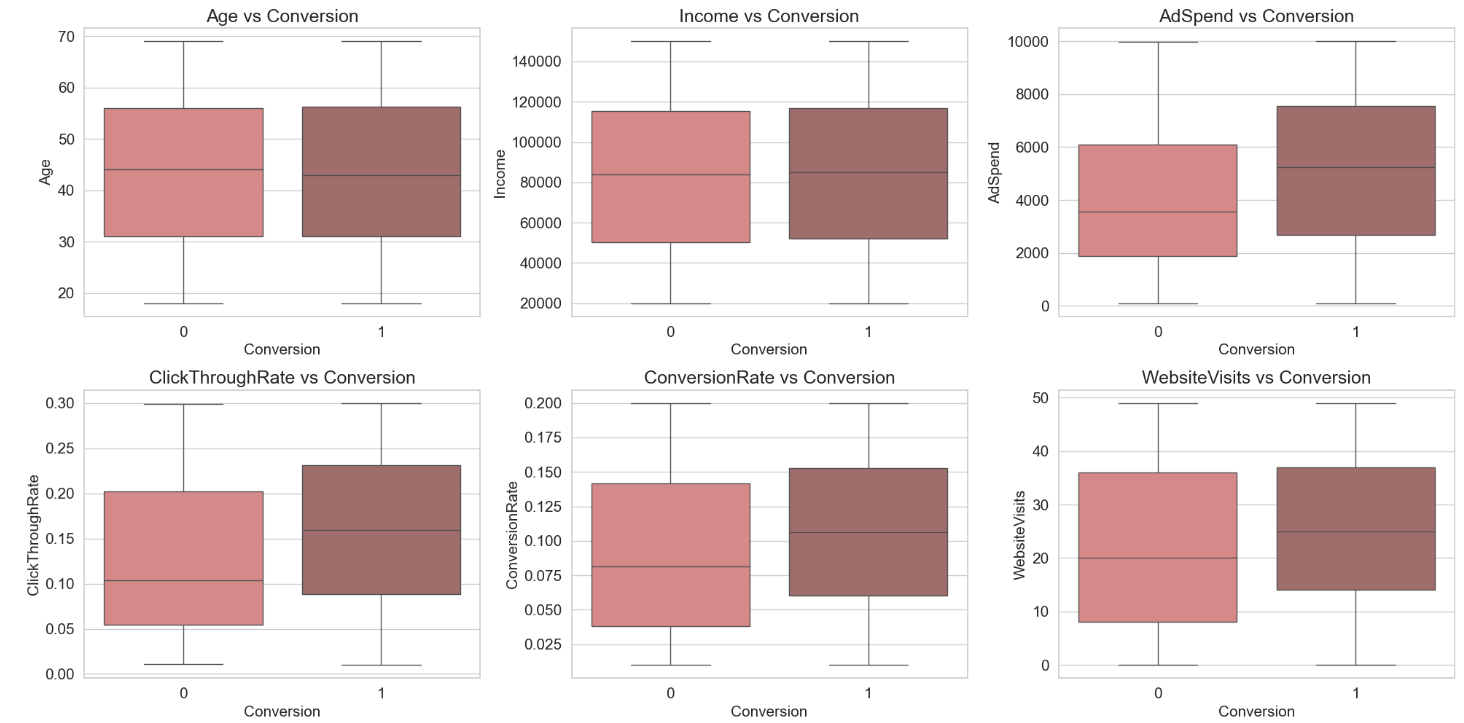 Age vs Conversion
Age
70
60
50
40
30
20
0 1
Conversion
Income vs Conversion
Income
140000
120000
100000
80000
60000
40000
20000
0 1
Conversion
AdSpend vs Conversion
AdSpend
10000
8000
6000
4000
2000
0
0 1
Conversion
ClickThroughRate vs Conversion
ClickThroughRate
0.30
0.25
0.20
0.15
0.10
0.05
0.00
0 1
Conversion
ConversionRate vs Conversion
ConversionRate
0.200
0.175
0.150
0.125
0.100
0.075
0.050
0.025
0 1
Conversion
WebsiteVisits vs Conversion
WebsiteVisits
50
40
30
20
10
0
0 1
Conversion